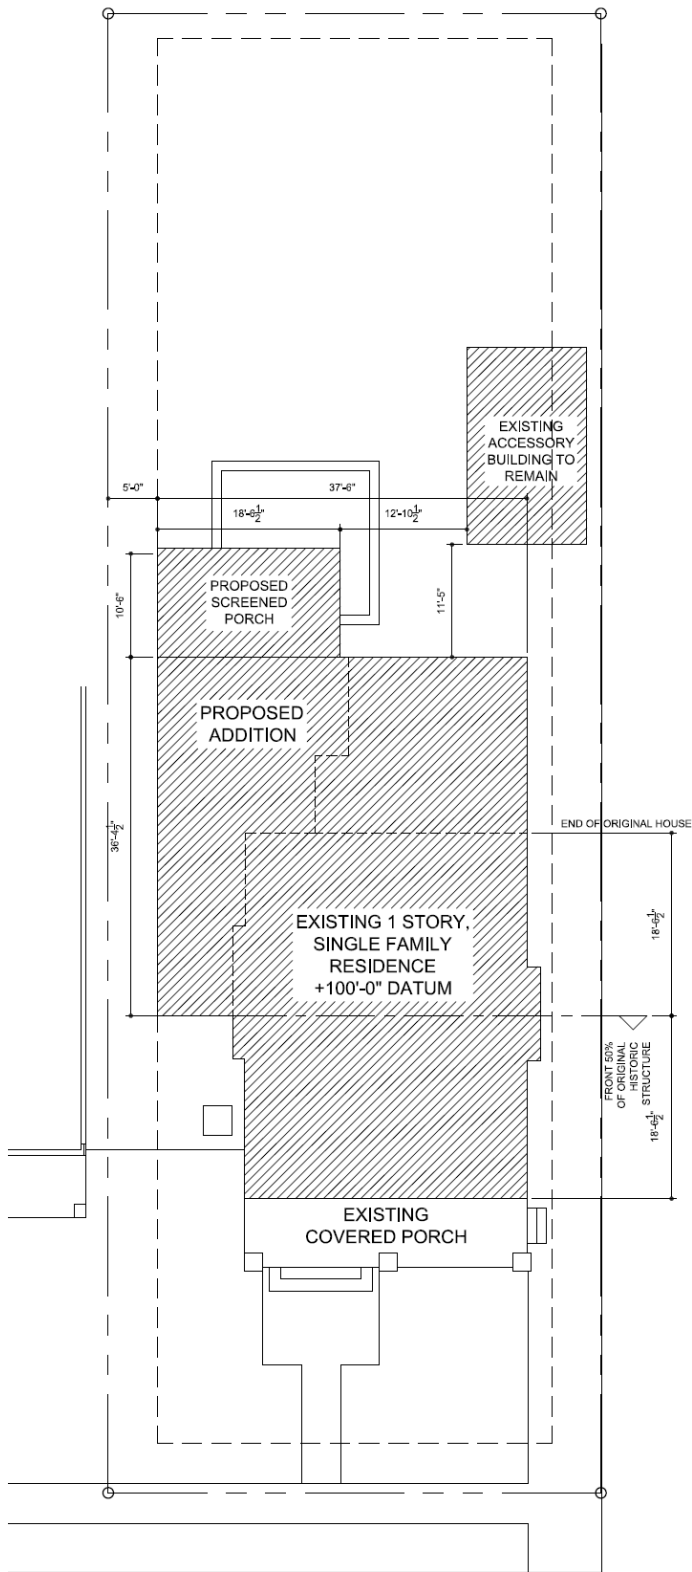 EXISTING
ACCESSORY
BUILDING TO
REMAIN
5'-0"
37'-6"
18'-6½"
12'-10½"
10'-6"
PROPOSED
SCREENED
PORCH
11'-5"
PROPOSED
ADDITION
36'-4½"
END OF ORIGINAL HOUSE
18'-6½"
EXISTING 1 STORY,
SINGLE FAMILY
RESIDENCE
+100'-0" DATUM
FRONT 50%
OF ORIGINAL
HISTORIC
STRUCTURE
18'-6½"
EXISTING
COVERED PORCH